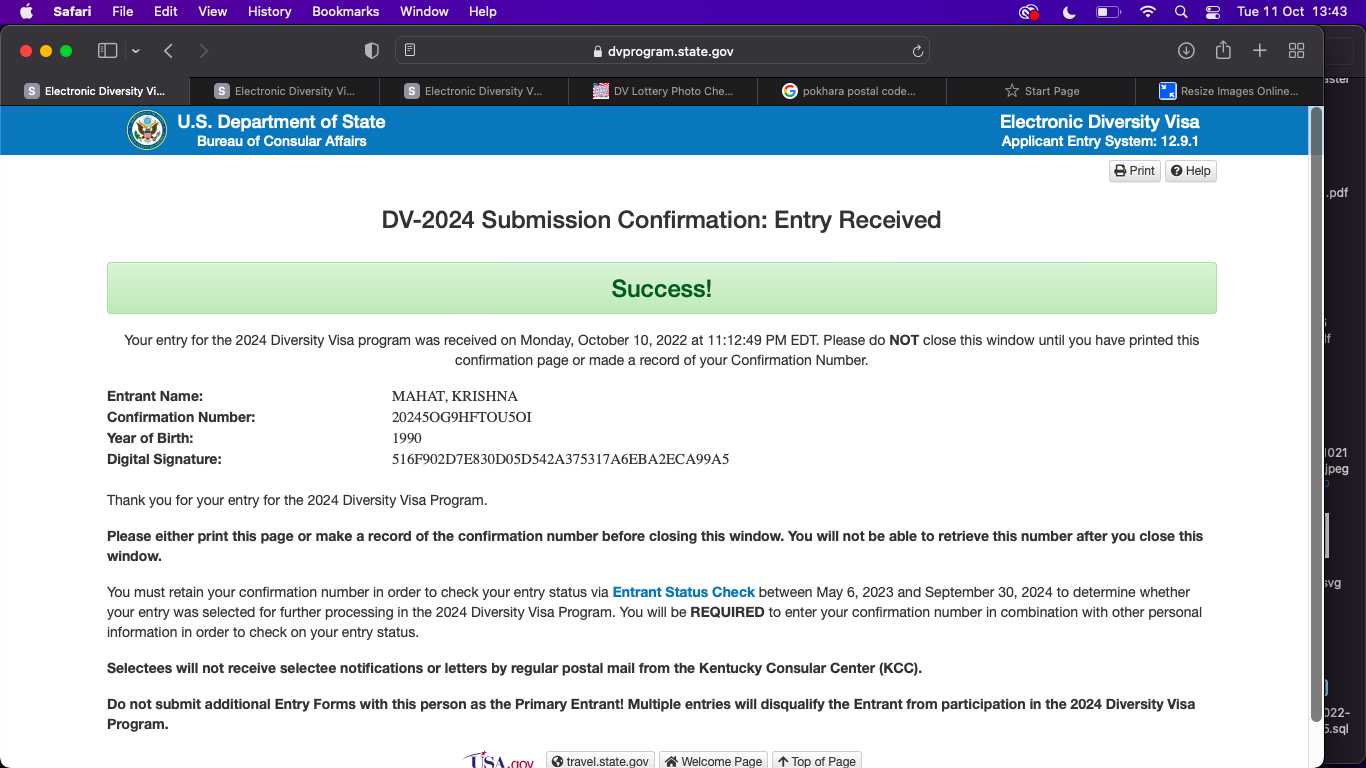 Safari File Edit View History Bookmarks Window Help Tue 11 Oct 13:43
dvprogram.state.gov
S Electronic Diversity Vi... S Electronic Diversity Vi... S Electronic Diversity V... DV Lottery Photo Che... G pokhara postal code... Start Page Resize Images Online...
U.S. Department of State
Bureau of Consular Affairs
Electronic Diversity Visa
Applicant Entry System: 12.9.1
Print Help
DV-2024 Submission Confirmation: Entry Received
Success!
Your entry for the 2024 Diversity Visa program was received on Monday, October 10, 2022 at 11:12:49 PM EDT. Please do NOT close this window until you have printed this
confirmation page or made a record of your Confirmation Number.
Entrant Name: MAHAT, KRISHNA
Confirmation Number: 20245OG9HFTOU5OI
Year of Birth: 1990
Digital Signature: 516F902D7E830D05D542A375317A6EBA2ECA99A5
Thank you for your entry for the 2024 Diversity Visa Program.
Please either print this page or make a record of the confirmation number before closing this window. You will not be able to retrieve this number after you close this
window.
You must retain your confirmation number in order to check your entry status via Entrant Status Check between May 6, 2023 and September 30, 2024 to determine whether
your entry was selected for further processing in the 2024 Diversity Visa Program. You will be REQUIRED to enter your confirmation number in combination with other personal
information in order to check on your entry status.
Selectees will not receive selectee notifications or letters by regular postal mail from the Kentucky Consular Center (KCC).
Do not submit additional Entry Forms with this person as the Primary Entrant! Multiple entries will disqualify the Entrant from participation in the 2024 Diversity Visa
Program.
USA.gov travel.state.gov Welcome Page Top of Page
.pdf
1021
jpeg
svg
022-
5.sql